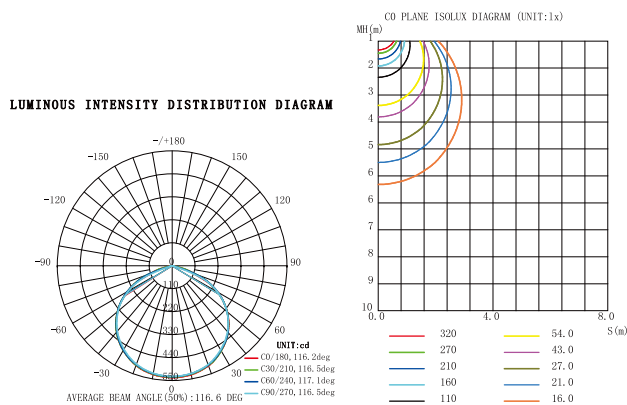 LUMINOUS INTENSITY DISTRIBUTION DIAGRAM
-/+180
-150 150
-120 120
-90 0 90
110
220
-60 60
330
440
-30 30
550
UNIT:cd
C0/180,116.2deg
C30/210,116.5deg
C60/240,117.1deg
C90/270,116.5deg
AVERAGE BEAM ANGLE(50%):116.6 DEG
C0 PLANE ISOLUX DIAGRAM (UNIT:lx)
MH(m)
1
2
3
4
5
6
7
8
9
10
0.0 4.0 8.0
S(m)
320 54.0
270 43.0
210 27.0
160 21.0
110 16.0